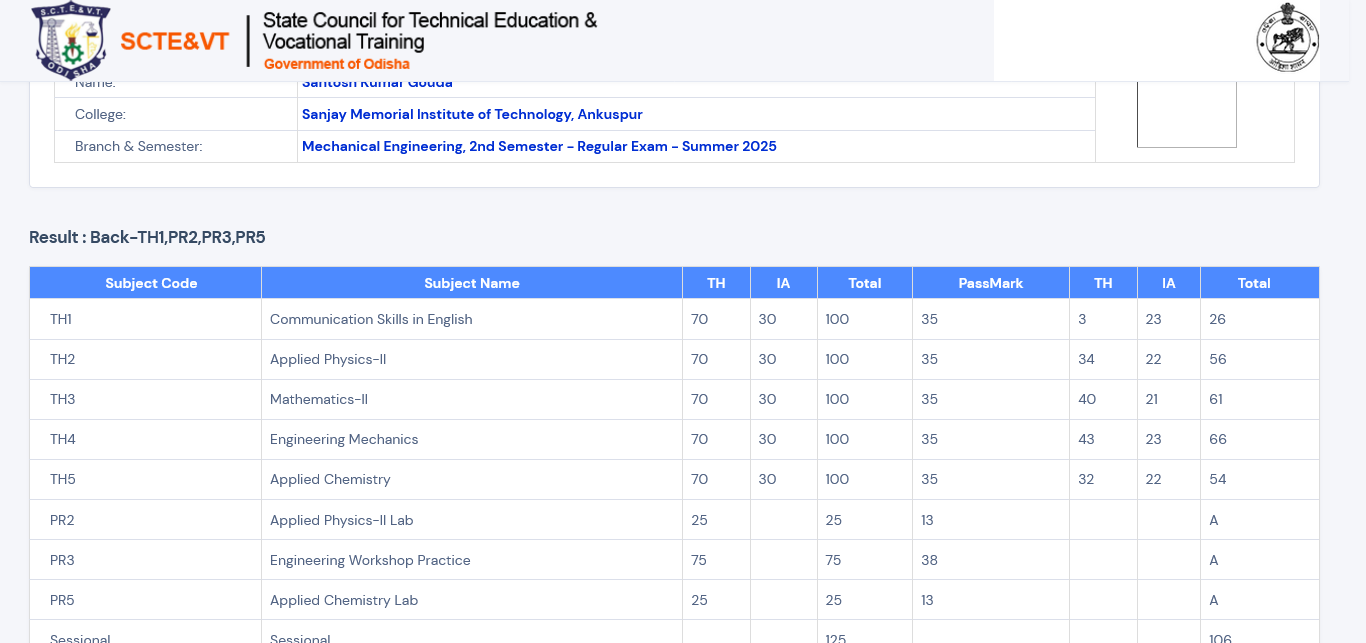 S.C.T.E.& V.T.
ODISHA
SCTE&VT
State Council for Technical Education &
Vocational Training
Government of Odisha
Name: Santosh Kumar Gouda
College: Sanjay Memorial Institute of Technology, Ankuspur
Branch & Semester: Mechanical Engineering, 2nd Semester - Regular Exam - Summer 2025
Result : Back-TH1,PR2,PR3,PR5
Subject Code Subject Name TH IA Total PassMark TH IA Total
TH1 Communication Skills in English 70 30 100 35 3 23 26
TH2 Applied Physics-II 70 30 100 35 34 22 56
TH3 Mathematics-II 70 30 100 35 40 21 61
TH4 Engineering Mechanics 70 30 100 35 43 23 66
TH5 Applied Chemistry 70 30 100 35 32 22 54
PR2 Applied Physics-II Lab 25 25 13 A
PR3 Engineering Workshop Practice 75 75 38 A
PR5 Applied Chemistry Lab 25 25 13 A
Sessional Sessional 125 106